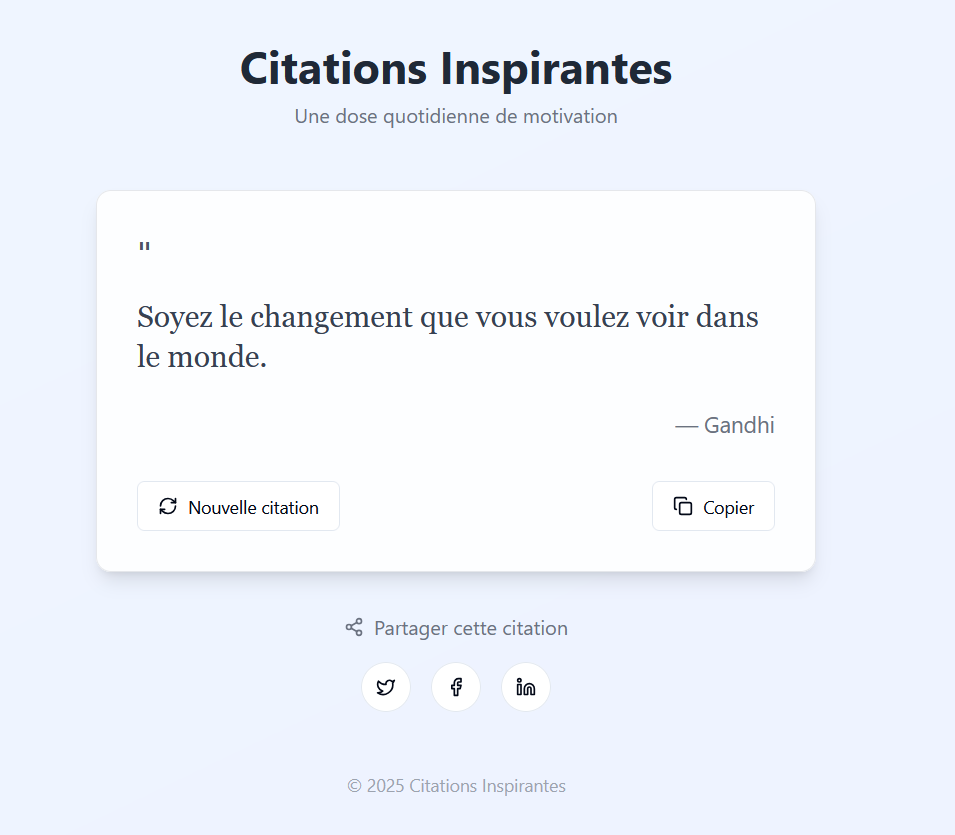 Citations Inspirantes
Une dose quotidienne de motivation
"
Soyez le changement que vous voulez voir dans
le monde.
— Gandhi
Nouvelle citation
Copier
Partager cette citation
© 2025 Citations Inspirantes